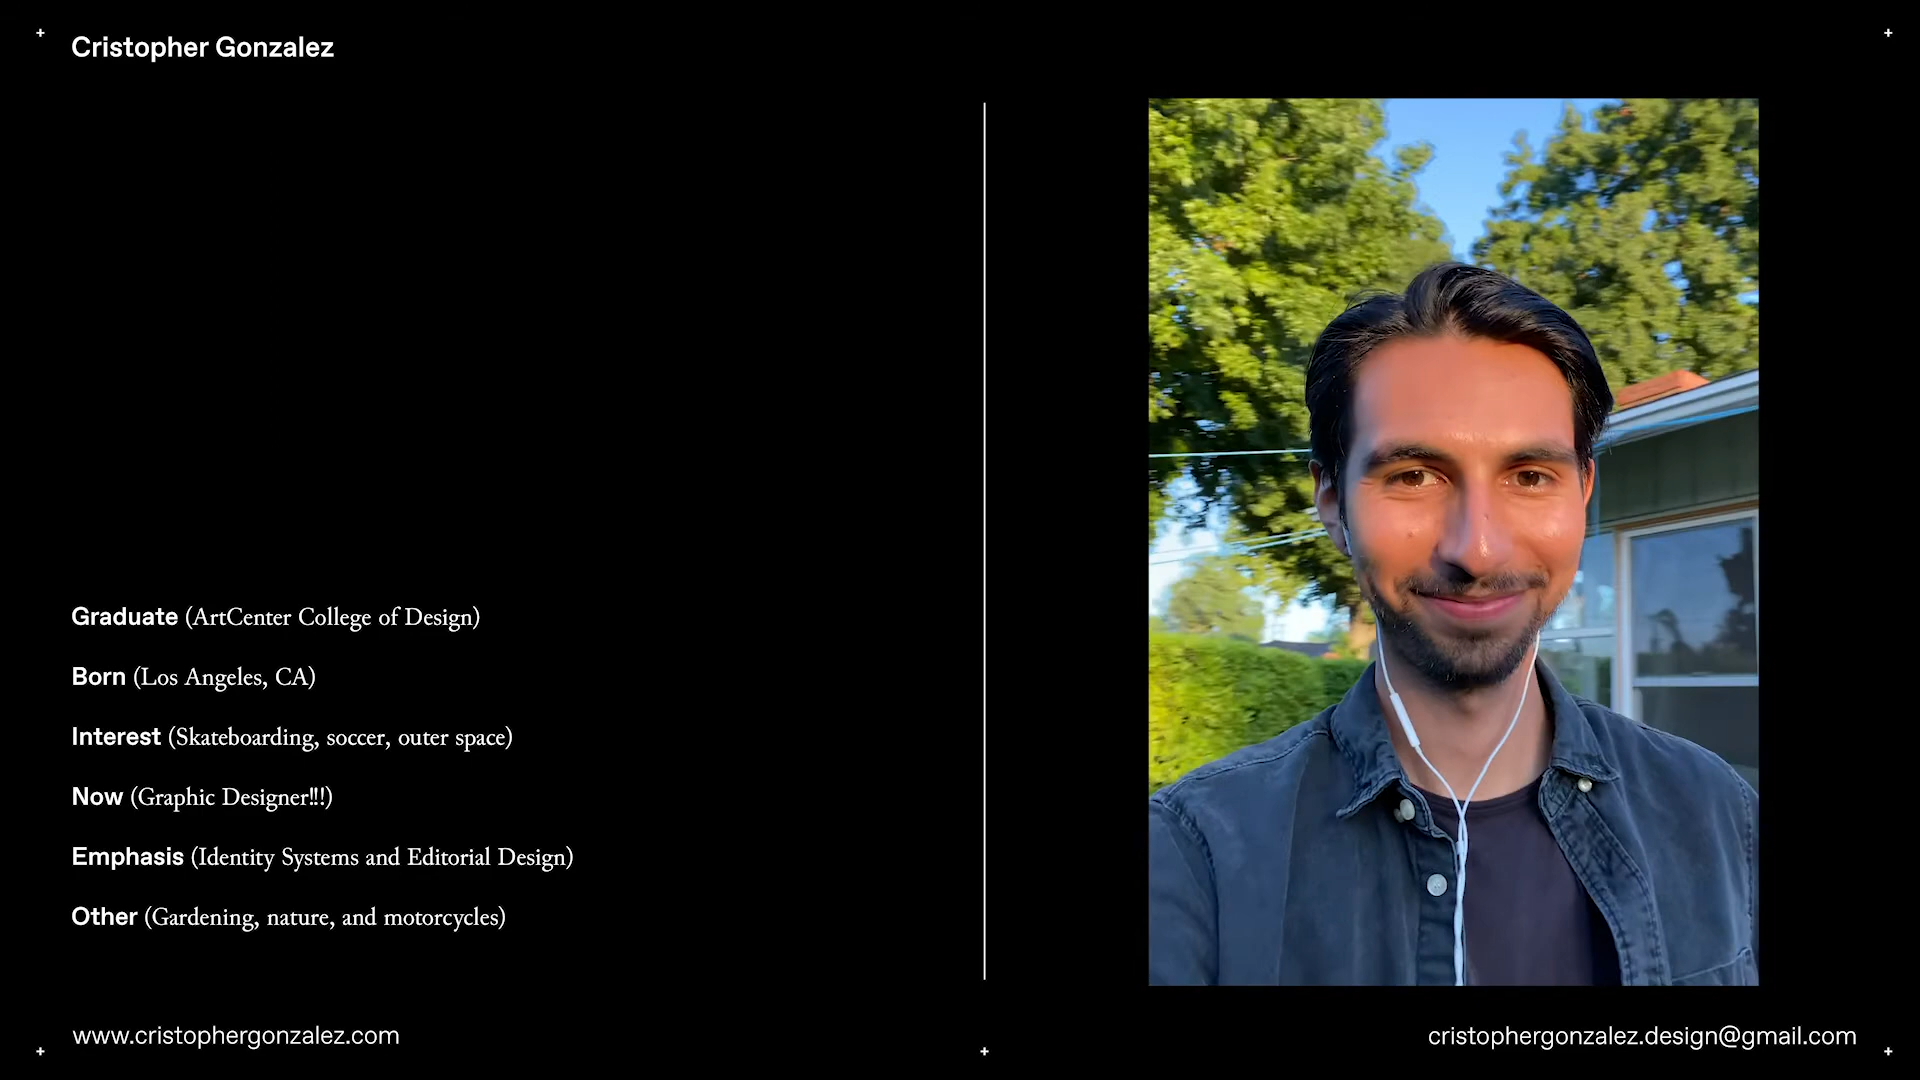 Cristopher Gonzalez
Graduate (ArtCenter College of Design)
Born (Los Angeles, CA)
Interest (Skateboarding, soccer, outer space)
Now (Graphic Designer!!!)
Emphasis (Identity Systems and Editorial Design)
Other (Gardening, nature, and motorcycles)
www.cristophergonzalez.com
cristophergonzalez.design@gmail.com